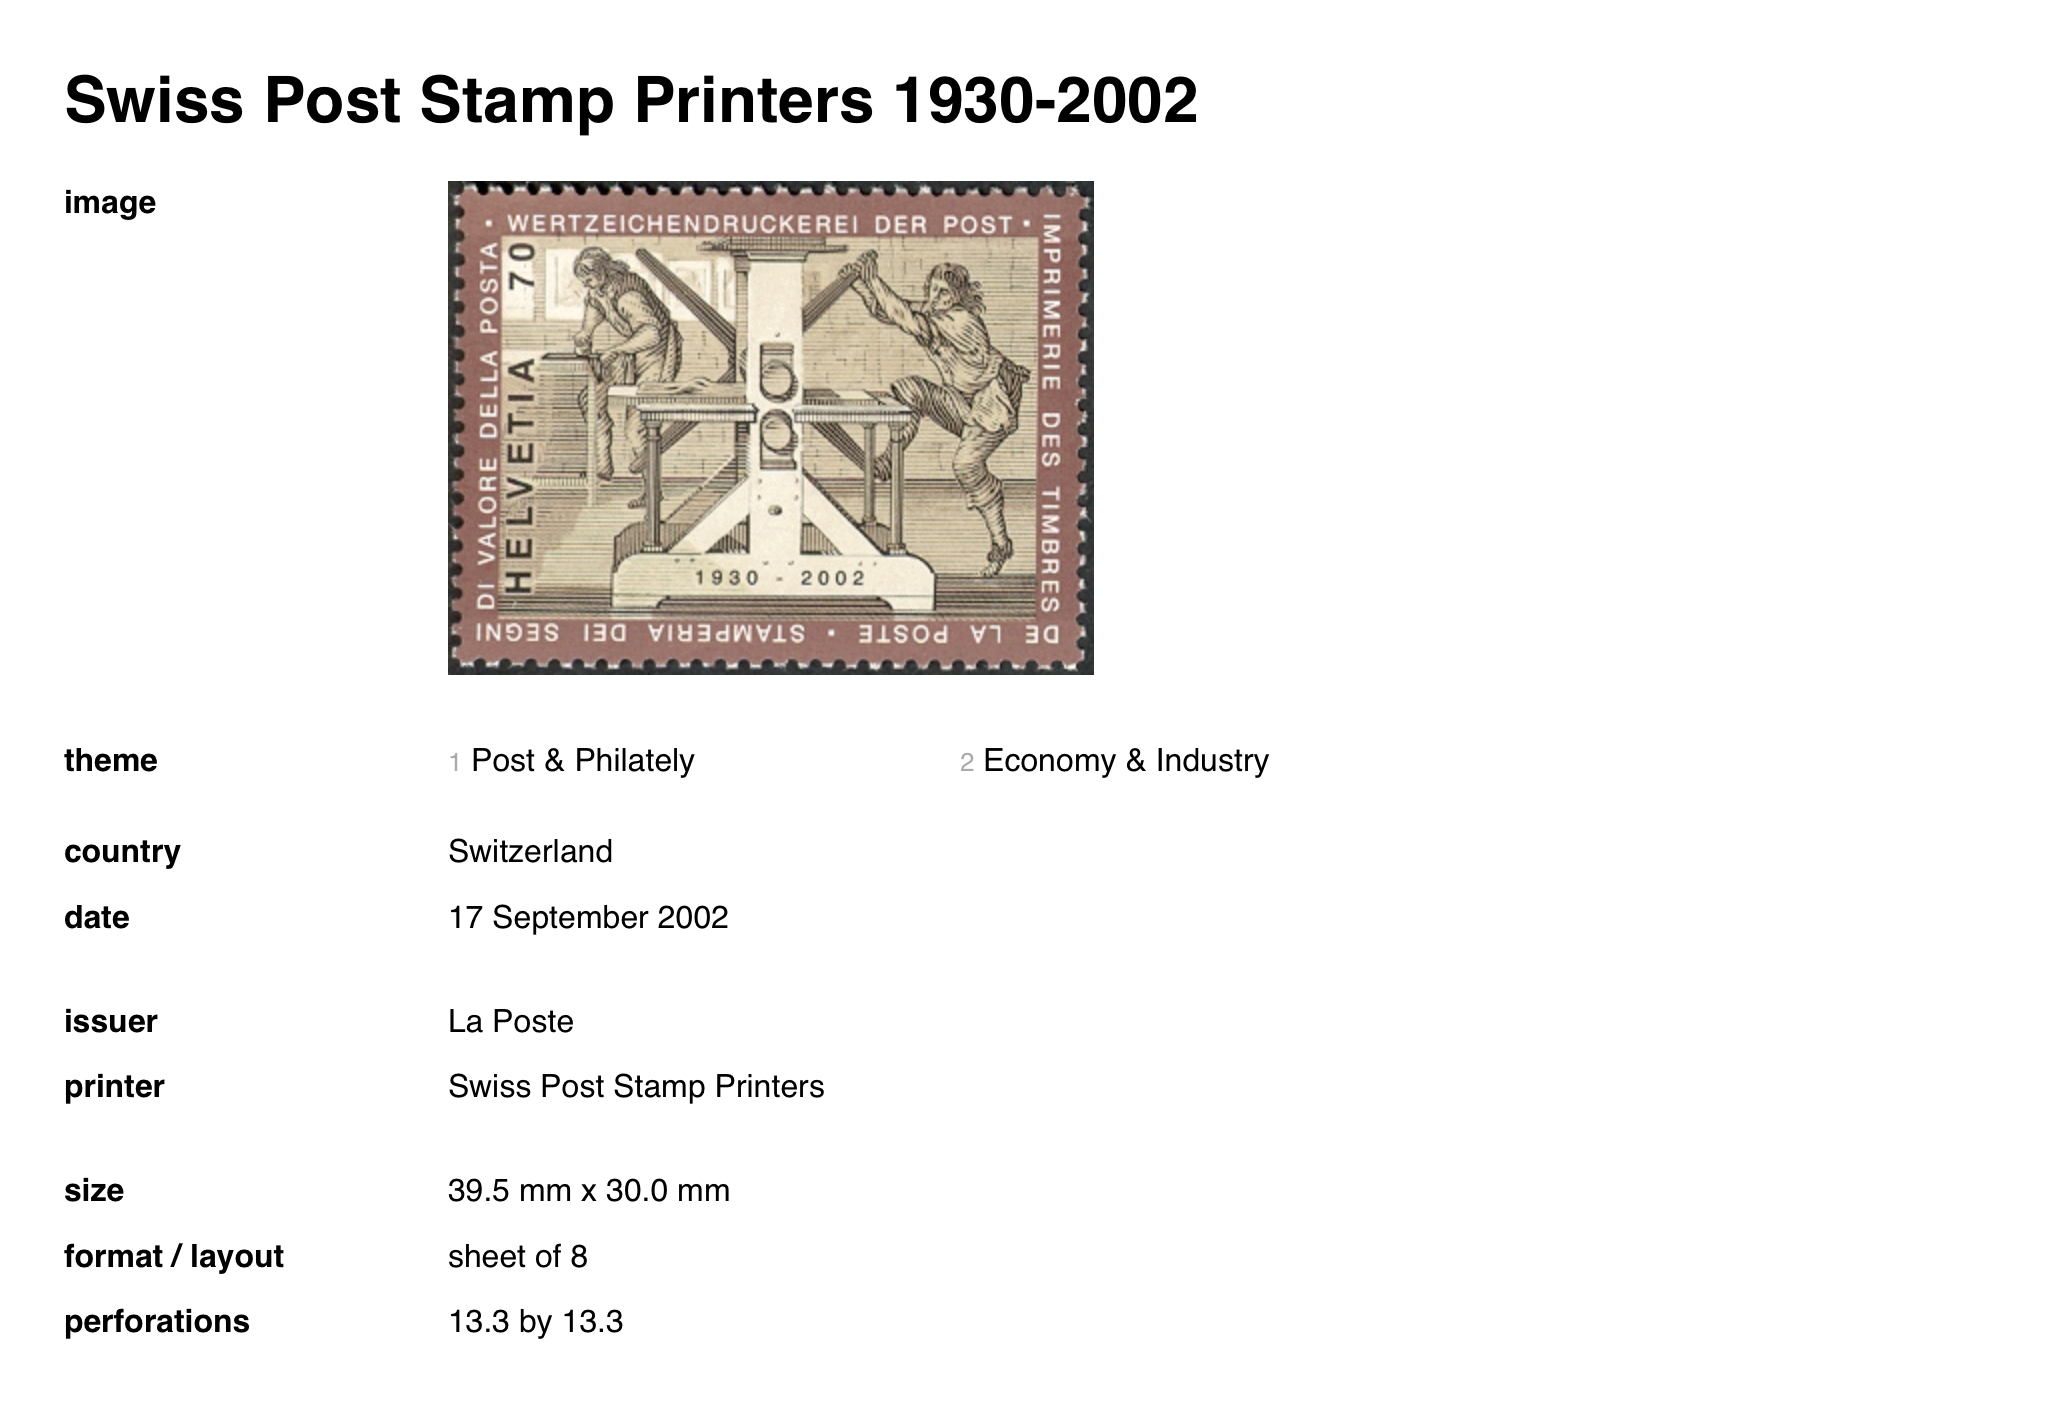 Swiss Post Stamp Printers 1930-2002
image
• WERTZEICHENDRUCKEREI DER POST •
IMPRIMERIE DES TIMBRES
DE LA POSTE • STAMPERIA DEI SEGNI
DI VALORE DELLA POSTA
HELVETIA 70
1930 - 2002
theme 1 Post & Philately 2 Economy & Industry
country Switzerland
date 17 September 2002
issuer La Poste
printer Swiss Post Stamp Printers
size 39.5 mm x 30.0 mm
format / layout sheet of 8
perforations 13.3 by 13.3